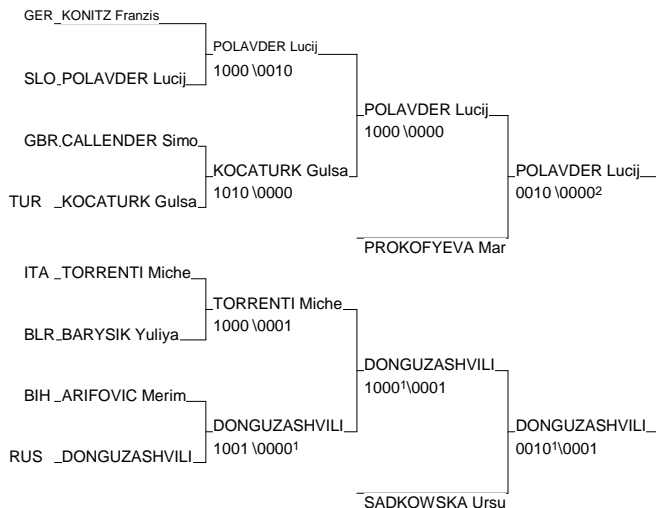 GER KONITZ Franzis
POLAVDER Lucij
1000 \0010
SLO POLAVDER Lucij
POLAVDER Lucij
1000 \0000
GBR CALLENDER Simo
KOCATURK Gulsa
1010 \0000
POLAVDER Lucij
0010 \0000²
TUR KOCATURK Gulsa
PROKOFYEVA Mar
ITA TORRENTI Miche
TORRENTI Miche
1000 \0001
BLR BARYSIK Yuliya
DONGUZASHVILI
1000¹\0001
BIH ARIFOVIC Merim
DONGUZASHVILI
1001 \0000¹
DONGUZASHVILI
0010¹\0001
RUS DONGUZASHVILI
SADKOWSKA Ursu